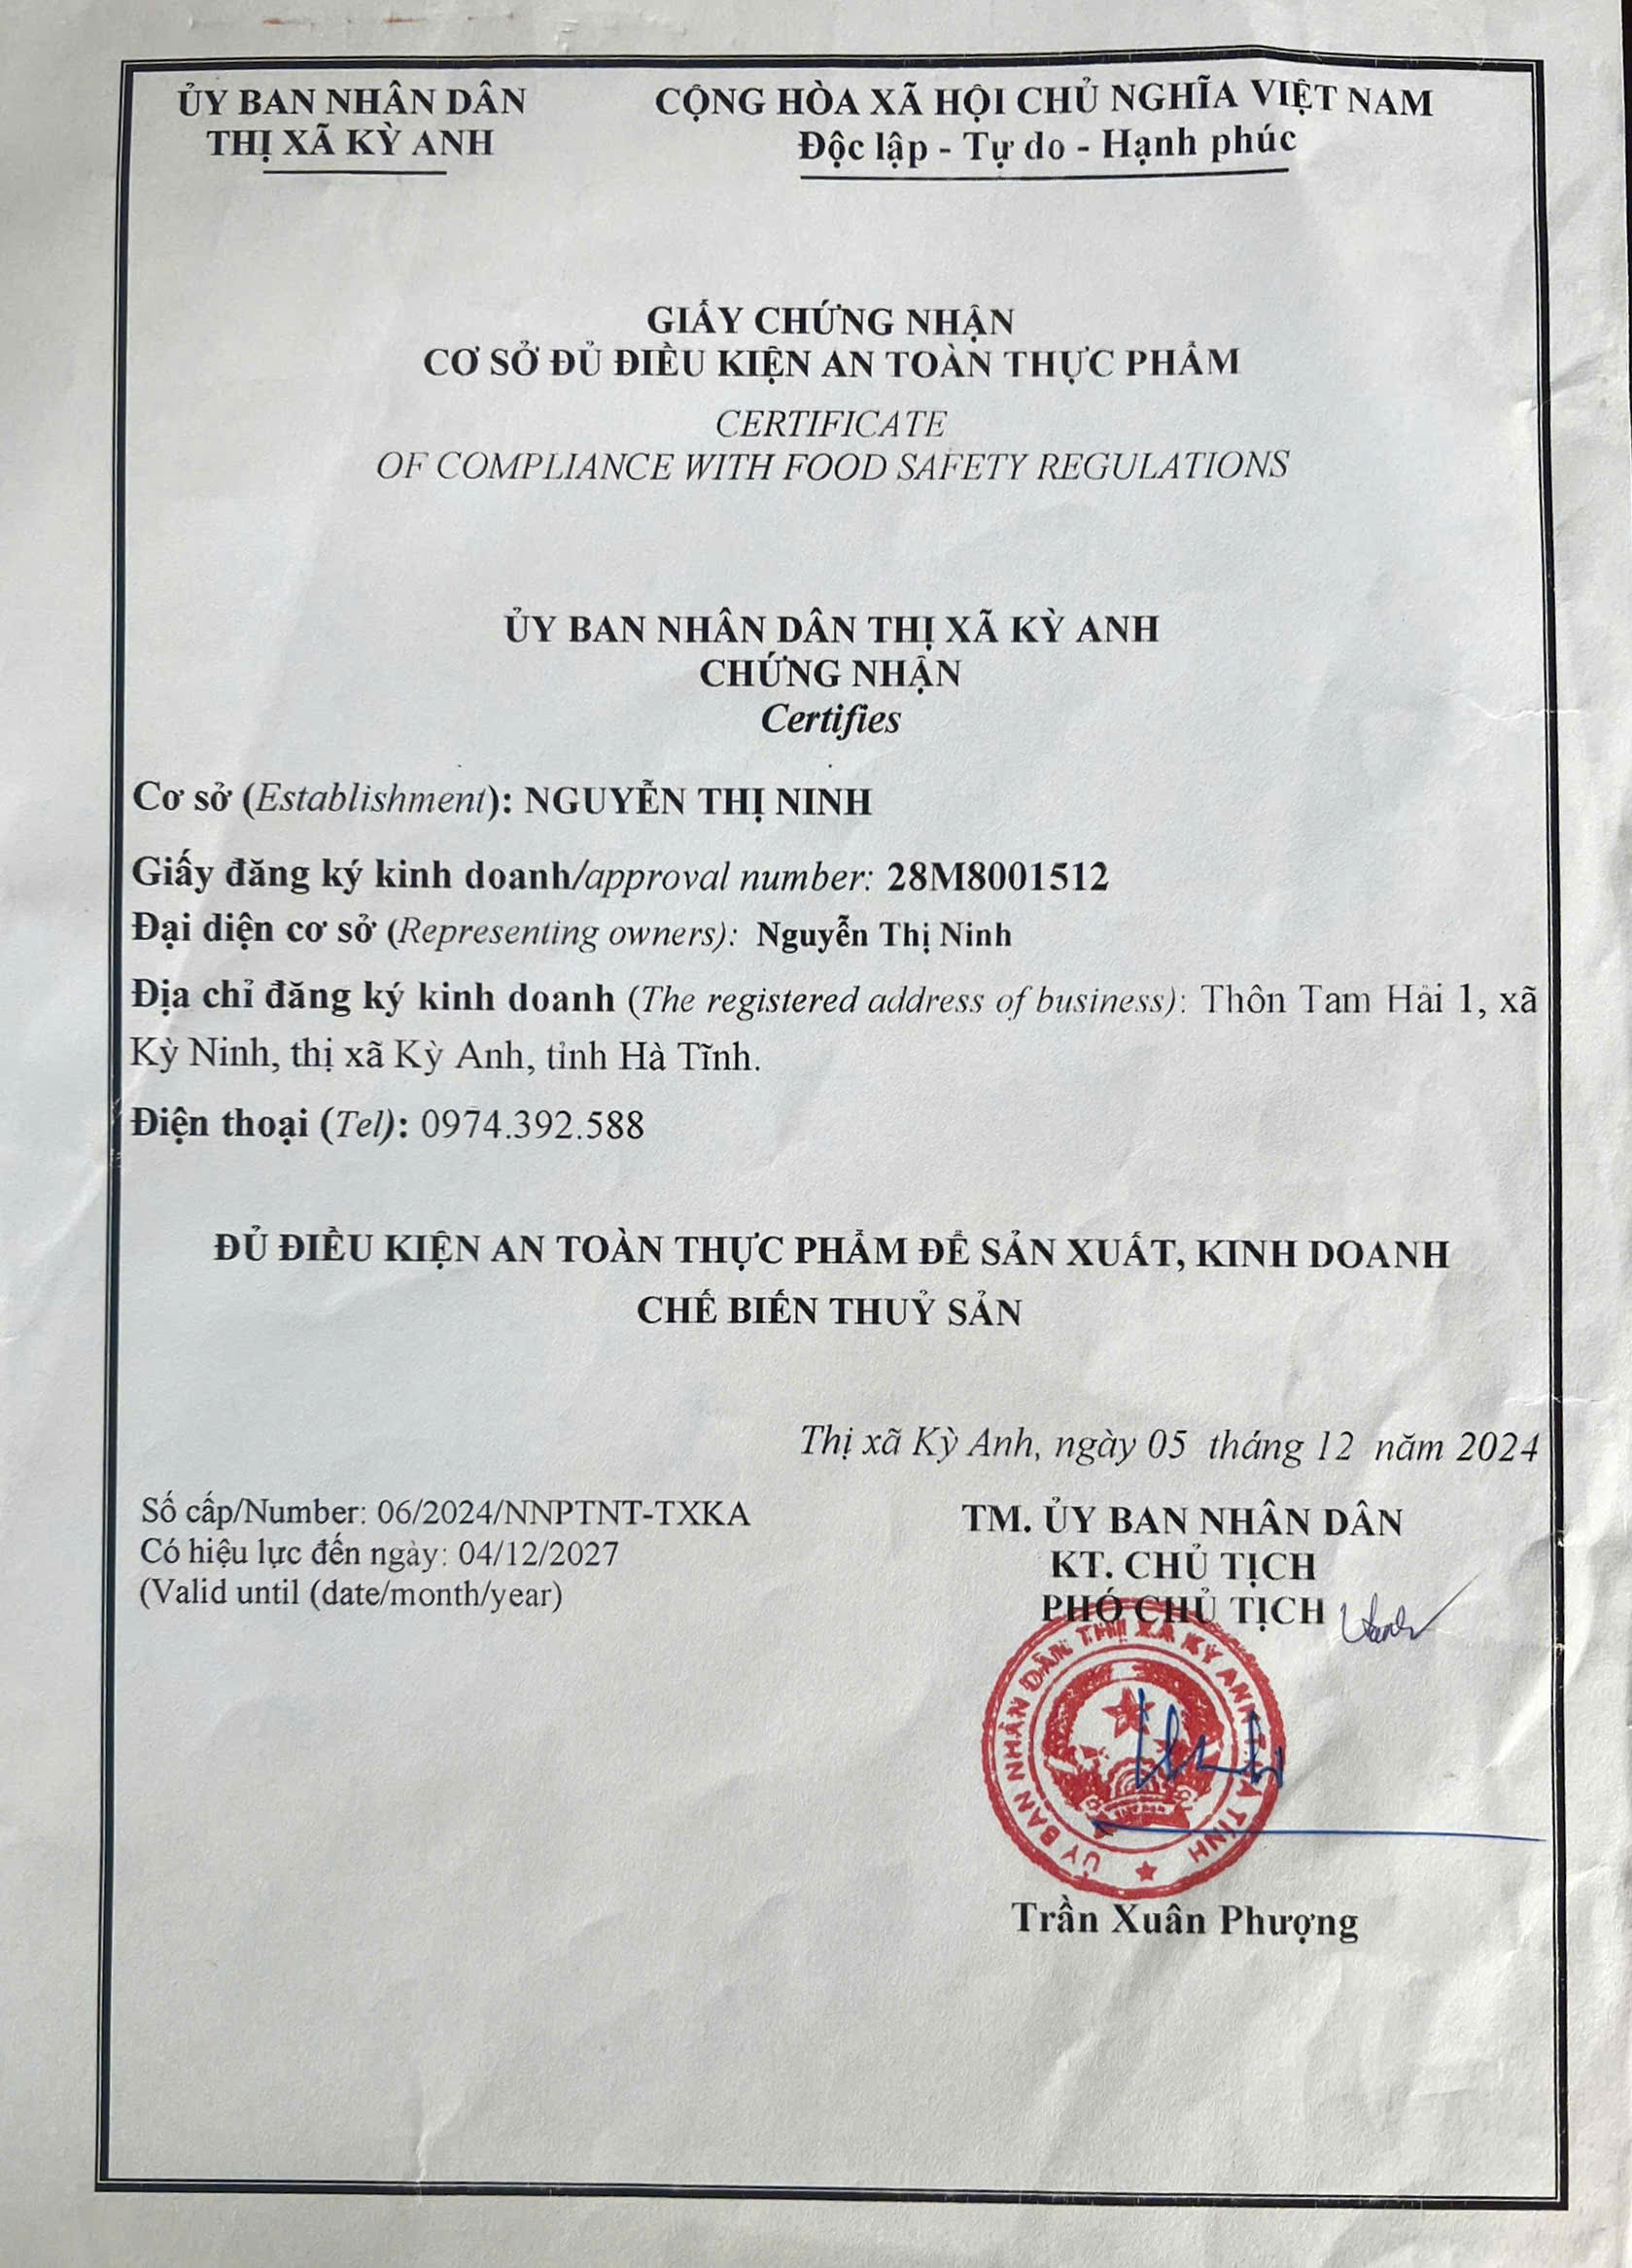 ỦY BAN NHÂN DÂN
THỊ XÃ KỲ ANH
CỘNG HÒA XÃ HỘI CHỦ NGHĨA VIỆT NAM
Độc lập - Tự do - Hạnh phúc
GIẤY CHỨNG NHẬN
CƠ SỞ ĐỦ ĐIỀU KIỆN AN TOÀN THỰC PHẨM
CERTIFICATE
OF COMPLIANCE WITH FOOD SAFETY REGULATIONS
ỦY BAN NHÂN DÂN THỊ XÃ KỲ ANH
CHỨNG NHẬN
Certifies
Cơ sở (Establishment): NGUYỄN THỊ NINH
Giấy đăng ký kinh doanh/approval number: 28M8001512
Đại diện cơ sở (Representing owners): Nguyễn Thị Ninh
Địa chỉ đăng ký kinh doanh (The registered address of business): Thôn Tam Hải 1, xã
Kỳ Ninh, thị xã Kỳ Anh, tỉnh Hà Tĩnh.
Điện thoại (Tel): 0974.392.588
ĐỦ ĐIỀU KIỆN AN TOÀN THỰC PHẨM ĐỂ SẢN XUẤT, KINH DOANH
CHẾ BIẾN THUỶ SẢN
Thị xã Kỳ Anh, ngày 05 tháng 12 năm 2024
Số cấp/Number: 06/2024/NNPTNT-TXKA
Có hiệu lực đến ngày: 04/12/2027
(Valid until (date/month/year)
TM. ỦY BAN NHÂN DÂN
KT. CHỦ TỊCH
PHÓ CHỦ TỊCH
ỦY BAN NHÂN DÂN THỊ XÃ KỲ ANH T. HÀ TĨNH
Trần Xuân Phượng